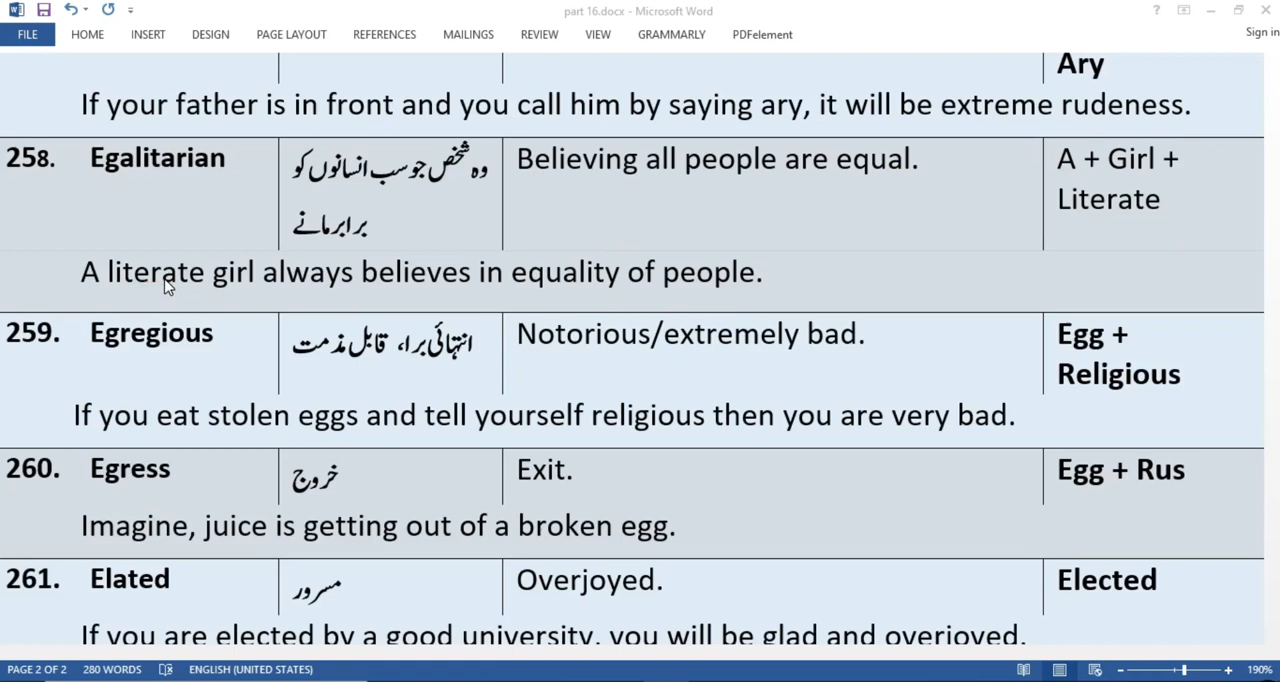 part 16.docx - Microsoft Word
FILE HOME INSERT DESIGN PAGE LAYOUT REFERENCES MAILINGS REVIEW VIEW GRAMMARLY PDFelement Sign in
Ary
If your father is in front and you call him by saying ary, it will be extreme rudeness.
258. Egalitarian وہ شخص جو سب انسانوں کو Believing all people are equal. A + Girl +
برابر مانے Literate
A literate girl always believes in equality of people.
259. Egregious انتہائی برا، قابل مذمت Notorious/extremely bad. Egg +
Religious
If you eat stolen eggs and tell yourself religious then you are very bad.
260. Egress خروج Exit. Egg + Rus
Imagine, juice is getting out of a broken egg.
261. Elated مسرور Overjoyed. Elected
If you are elected by a good university, you will be glad and overjoyed.
PAGE 2 OF 2 280 WORDS ENGLISH (UNITED STATES) 190%